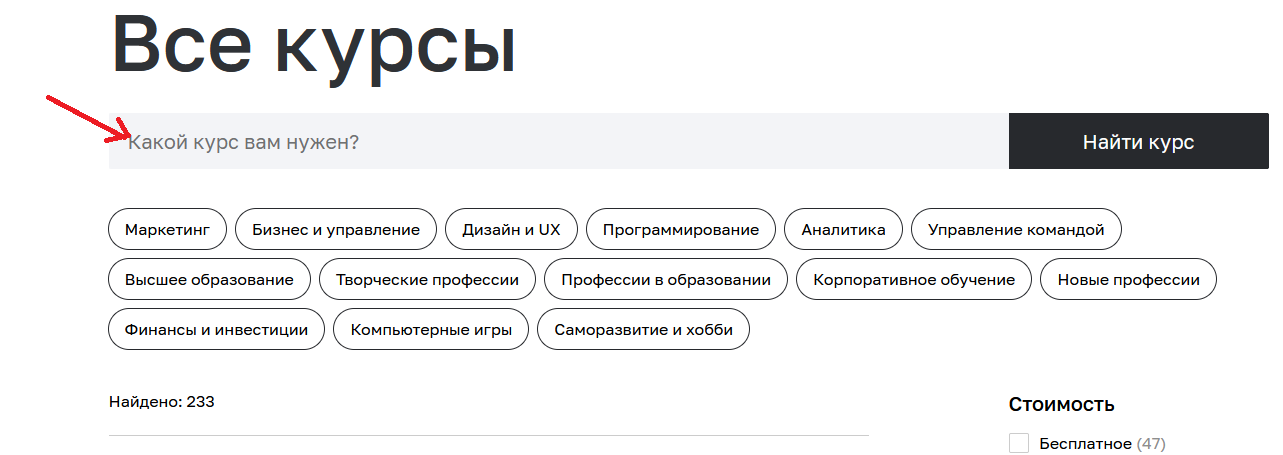 Все курсы
Какой курс вам нужен?
Найти курс
Маркетинг
Бизнес и управление
Дизайн и UX
Программирование
Аналитика
Управление командой
Высшее образование
Творческие профессии
Профессии в образовании
Корпоративное обучение
Новые профессии
Финансы и инвестиции
Компьютерные игры
Саморазвитие и хобби
Найдено: 233
Стоимость
Бесплатное (47)